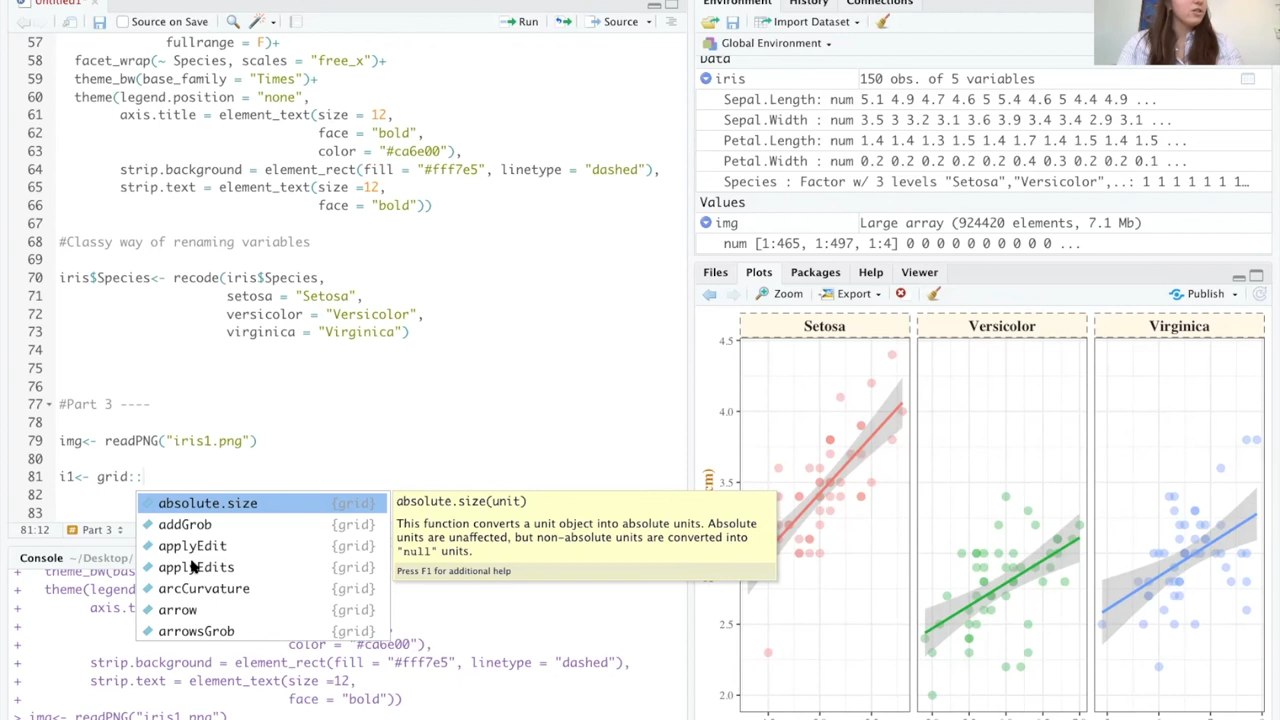 Untitled1*
Source on Save
Run
Source
57 fullrange = F)+
58 facet_wrap(~ Species, scales = "free_x")+
59 theme_bw(base_family = "Times")+
60 theme(legend.position = "none",
61 axis.title = element_text(size = 12,
62 face = "bold",
63 color = "#ca6e00"),
64 strip.background = element_rect(fill = "#fff7e5", linetype = "dashed"),
65 strip.text = element_text(size =12,
66 face = "bold"))
67
68 #Classy way of renaming variables
69
70 iris$Species<- recode(iris$Species,
71 setosa = "Setosa",
72 versicolor = "Versicolor",
73 virginica = "Virginica")
74
75
76
77 #Part 3 ----
78
79 img<- readPNG("iris1.png")
80
81 i1<- grid::
82
83
absolute.size {grid}
addGrob {grid}
applyEdit {grid}
applyEdits {grid}
arcCurvature {grid}
arrow {grid}
arrowsGrob {grid}
absolute.size(unit)
This function converts a unit object into absolute units. Absolute
units are unaffected, but non-absolute units are converted into
"null" units.
Press F1 for additional help
81:12 Part 3
Console ~/Desktop/
+ theme_bw(bas
+ theme(legend
+ axis.t
+
+ color = "#ca6e00"),
+ strip.background = element_rect(fill = "#fff7e5", linetype = "dashed"),
+ strip.text = element_text(size =12,
+ face = "bold"))
> img<- readPNG("iris1.png")
Environment History Connections
Import Dataset
Global Environment
Data
iris 150 obs. of 5 variables
Sepal.Length: num 5.1 4.9 4.7 4.6 5 5.4 4.6 5 4.4 4.9 ...
Sepal.Width : num 3.5 3 3.2 3.1 3.6 3.9 3.4 3.4 2.9 3.1 ...
Petal.Length: num 1.4 1.4 1.3 1.5 1.4 1.7 1.4 1.5 1.4 1.5 ...
Petal.Width : num 0.2 0.2 0.2 0.2 0.2 0.4 0.3 0.2 0.2 0.1 ...
Species : Factor w/ 3 levels "Setosa","Versicolor",..: 1 1 1 1 1 1 1...
Values
img Large array (924420 elements, 7.1 Mb)
num [1:465, 1:497, 1:4] 0 0 0 0 0 0 0 0 0 0 ...
Files Plots Packages Help Viewer
Zoom Export Publish
Setosa Versicolor Virginica
4.5
4.0
3.5
2.5
2.0
(cm)